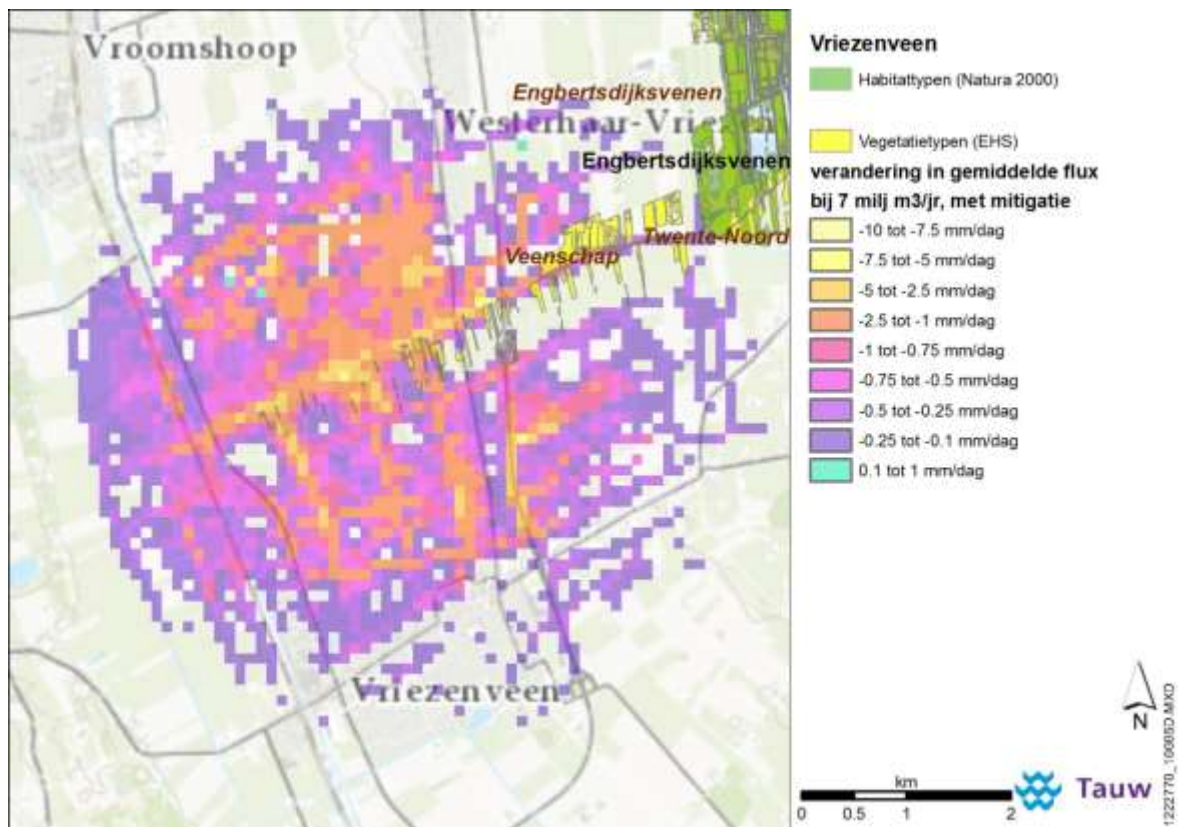 Vroomshoop
Engbertsdijksvenen
Westerhaar-Vriezen
Engbertsdijksvenen
Twente-Noord
Veenschap
Vriezenveen
Vriezenveen
Habitattypen (Natura 2000)
Vegetatietypen (EHS)
verandering in gemiddelde flux
bij 7 milj m3/jr, met mitigatie
-10 tot -7.5 mm/dag
-7.5 tot -5 mm/dag
-5 tot -2.5 mm/dag
-2.5 tot -1 mm/dag
-1 tot -0.75 mm/dag
-0.75 tot -0.5 mm/dag
-0.5 tot -0.25 mm/dag
-0.25 tot -0.1 mm/dag
0.1 tot 1 mm/dag
N
km
0 0.5 1 2
Tauw